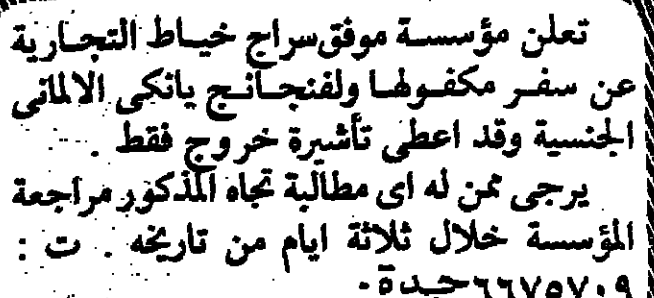 تعلن مؤسسة موفق سراج خياط التجارية
عن سفر مكفولها ولفنجانج يانكى الالمانى
الجنسية وقد اعطى تأشيرة خروج فقط .
يرجى ممن له اى مطالبة تجاه المذكور مراجعة
المؤسسة خلال ثلاثة ايام من تاريخه . ت :
٦٦٧٥٧٠٩ جدة .